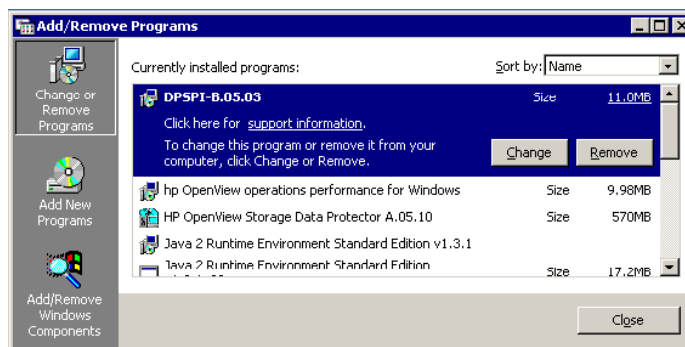 Add/Remove Programs
Change or
Remove
Programs
Add New
Programs
Add/Remove
Windows
Components
Currently installed programs:
Sort by: Name
DPSPI-B.05.03 Size 11.0MB
Click here for support information.
To change this program or remove it from your
computer, click Change or Remove.
Change Remove
hp OpenView operations performance for Windows Size 9.98MB
HP OpenView Storage Data Protector A.05.10 Size 570MB
Java 2 Runtime Environment Standard Edition v1.3.1
Java 2 Runtime Environment Standard Edition Size 17.2MB
Close